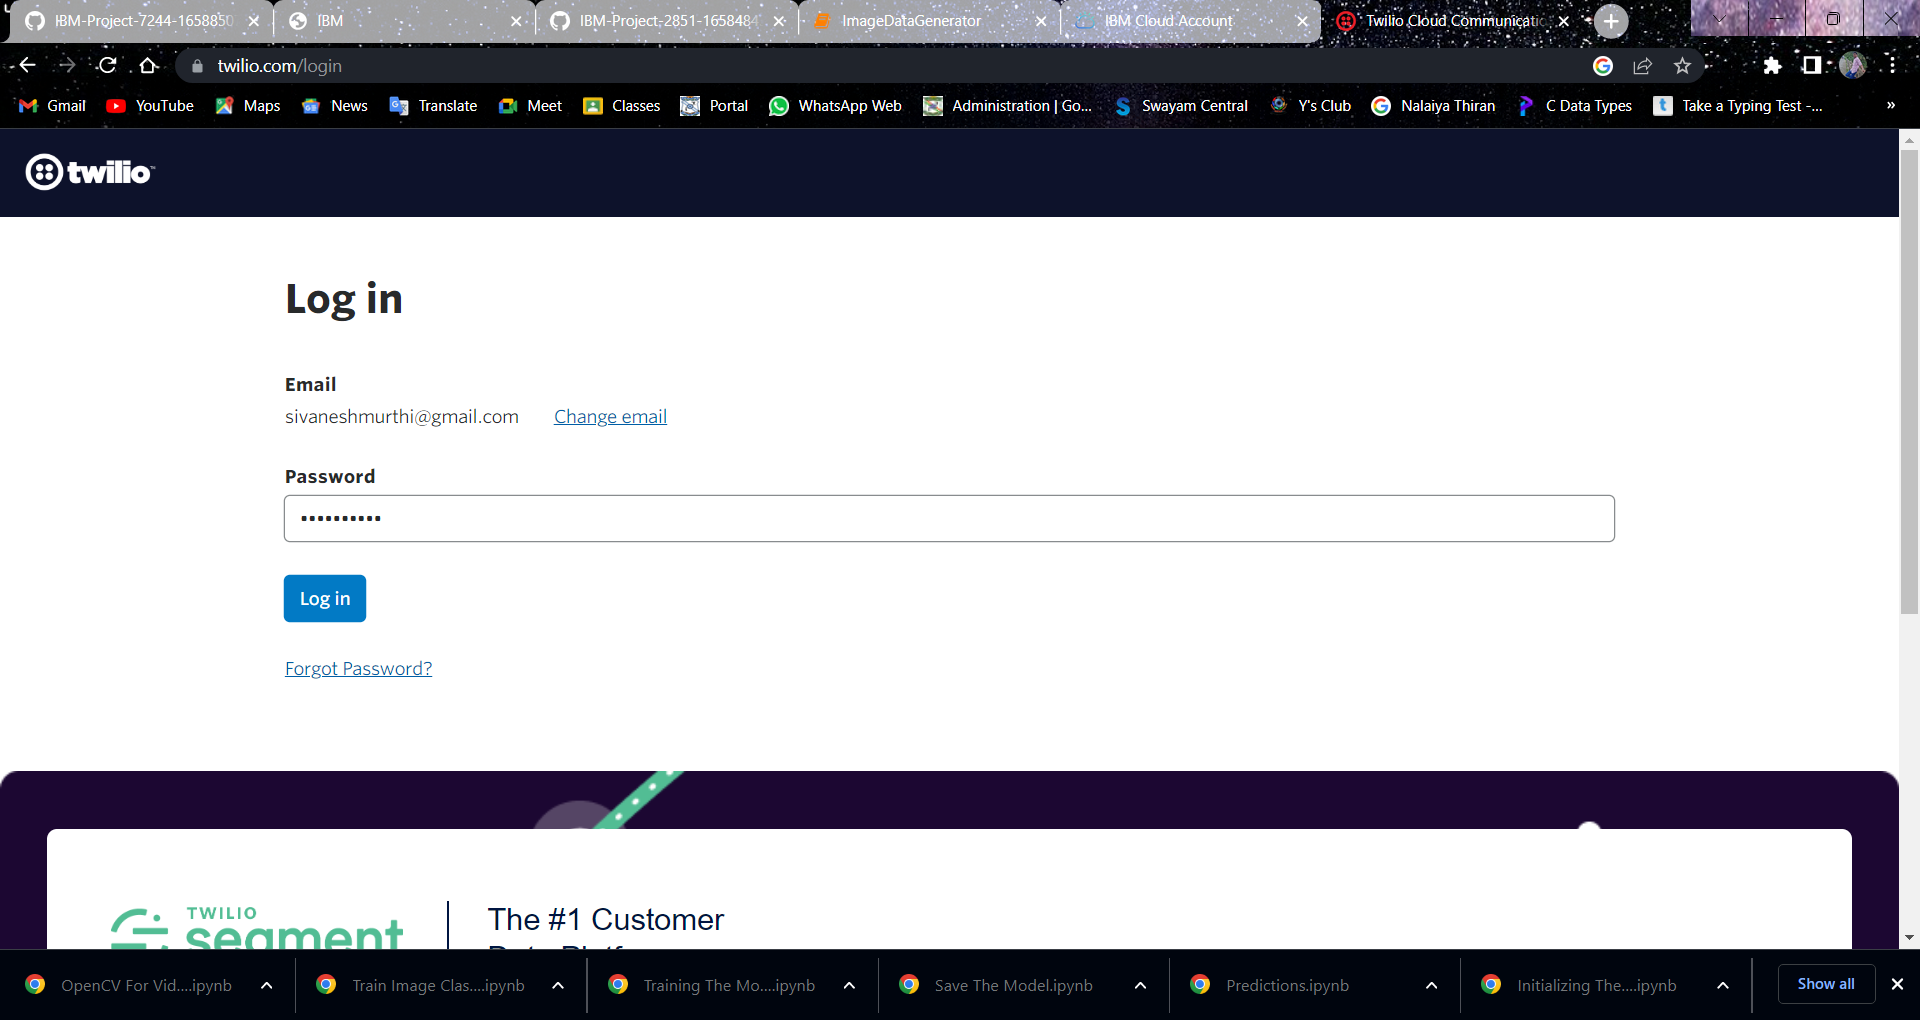 IBM-Project-7244-1658850
IBM
IBM-Project-2851-1658484
ImageDataGenerator
IBM Cloud Account
Twilio Cloud Communicatio
twilio.com/login
Gmail
YouTube
Maps
News
Translate
Meet
Classes
Portal
WhatsApp Web
Administration | Go...
Swayam Central
Y's Club
Nalaiya Thiran
C Data Types
Take a Typing Test -...
»
twilio
Log in
Email
sivaneshmurthi@gmail.com Change email
Password
••••••••••
Log in
Forgot Password?
TWILIO
segment
The #1 Customer
OpenCV For Vid....ipynb
Train Image Clas....ipynb
Training The Mo....ipynb
Save The Model.ipynb
Predictions.ipynb
Initializing The....ipynb
Show all